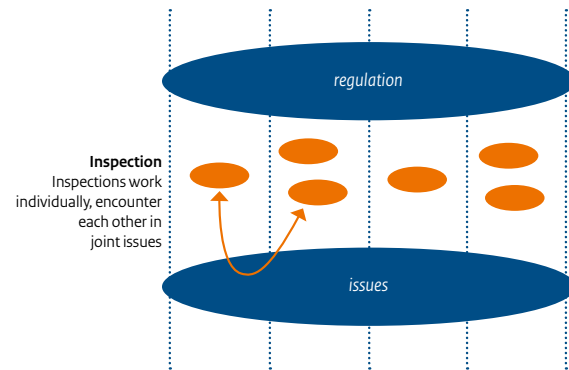 regulation
Inspection
Inspections work
individually, encounter
each other in
joint issues
issues